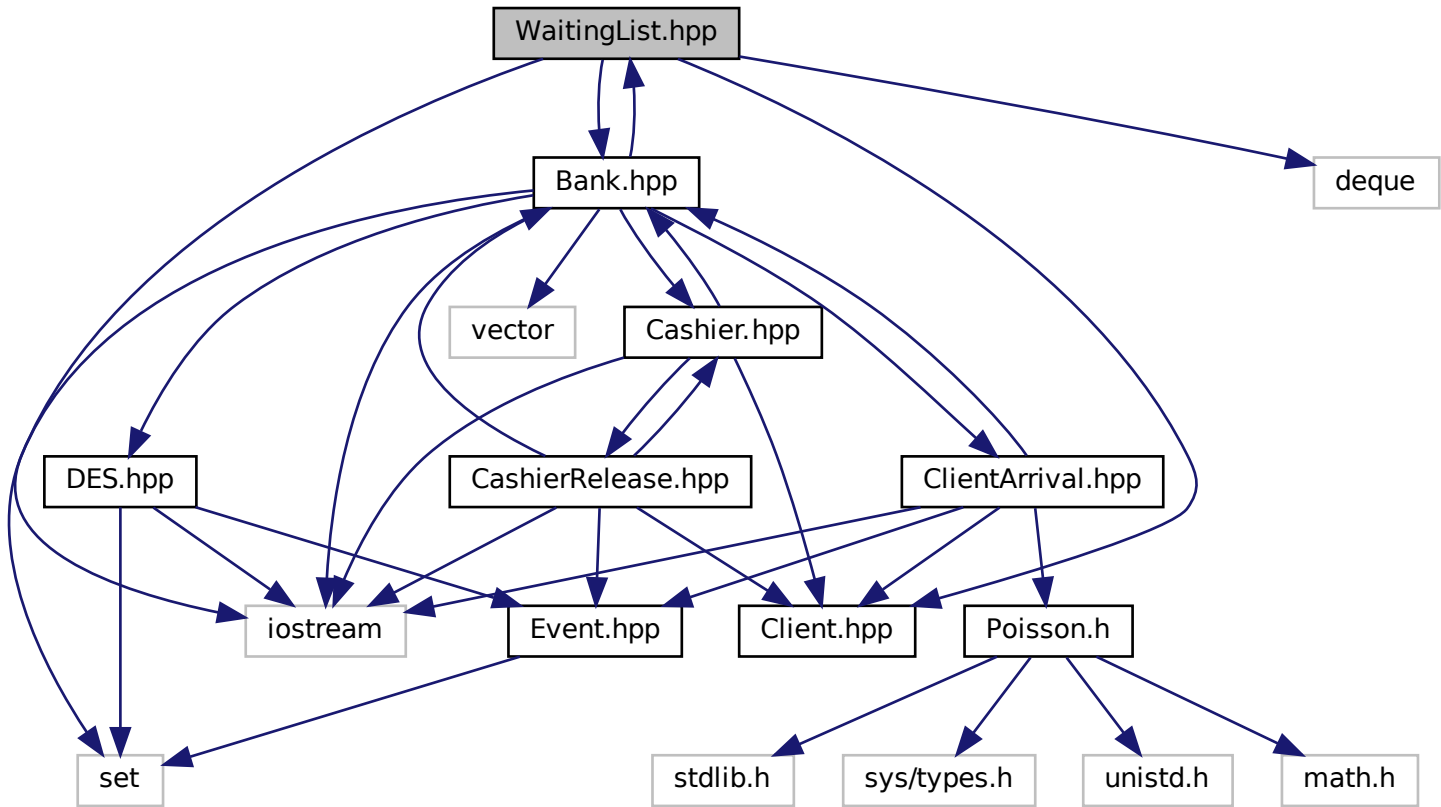 WaitingList.hpp
Bank.hpp
deque
vector
Cashier.hpp
DES.hpp
CashierRelease.hpp
ClientArrival.hpp
iostream
Event.hpp
Client.hpp
Poisson.h
set
stdlib.h
sys/types.h
unistd.h
math.h